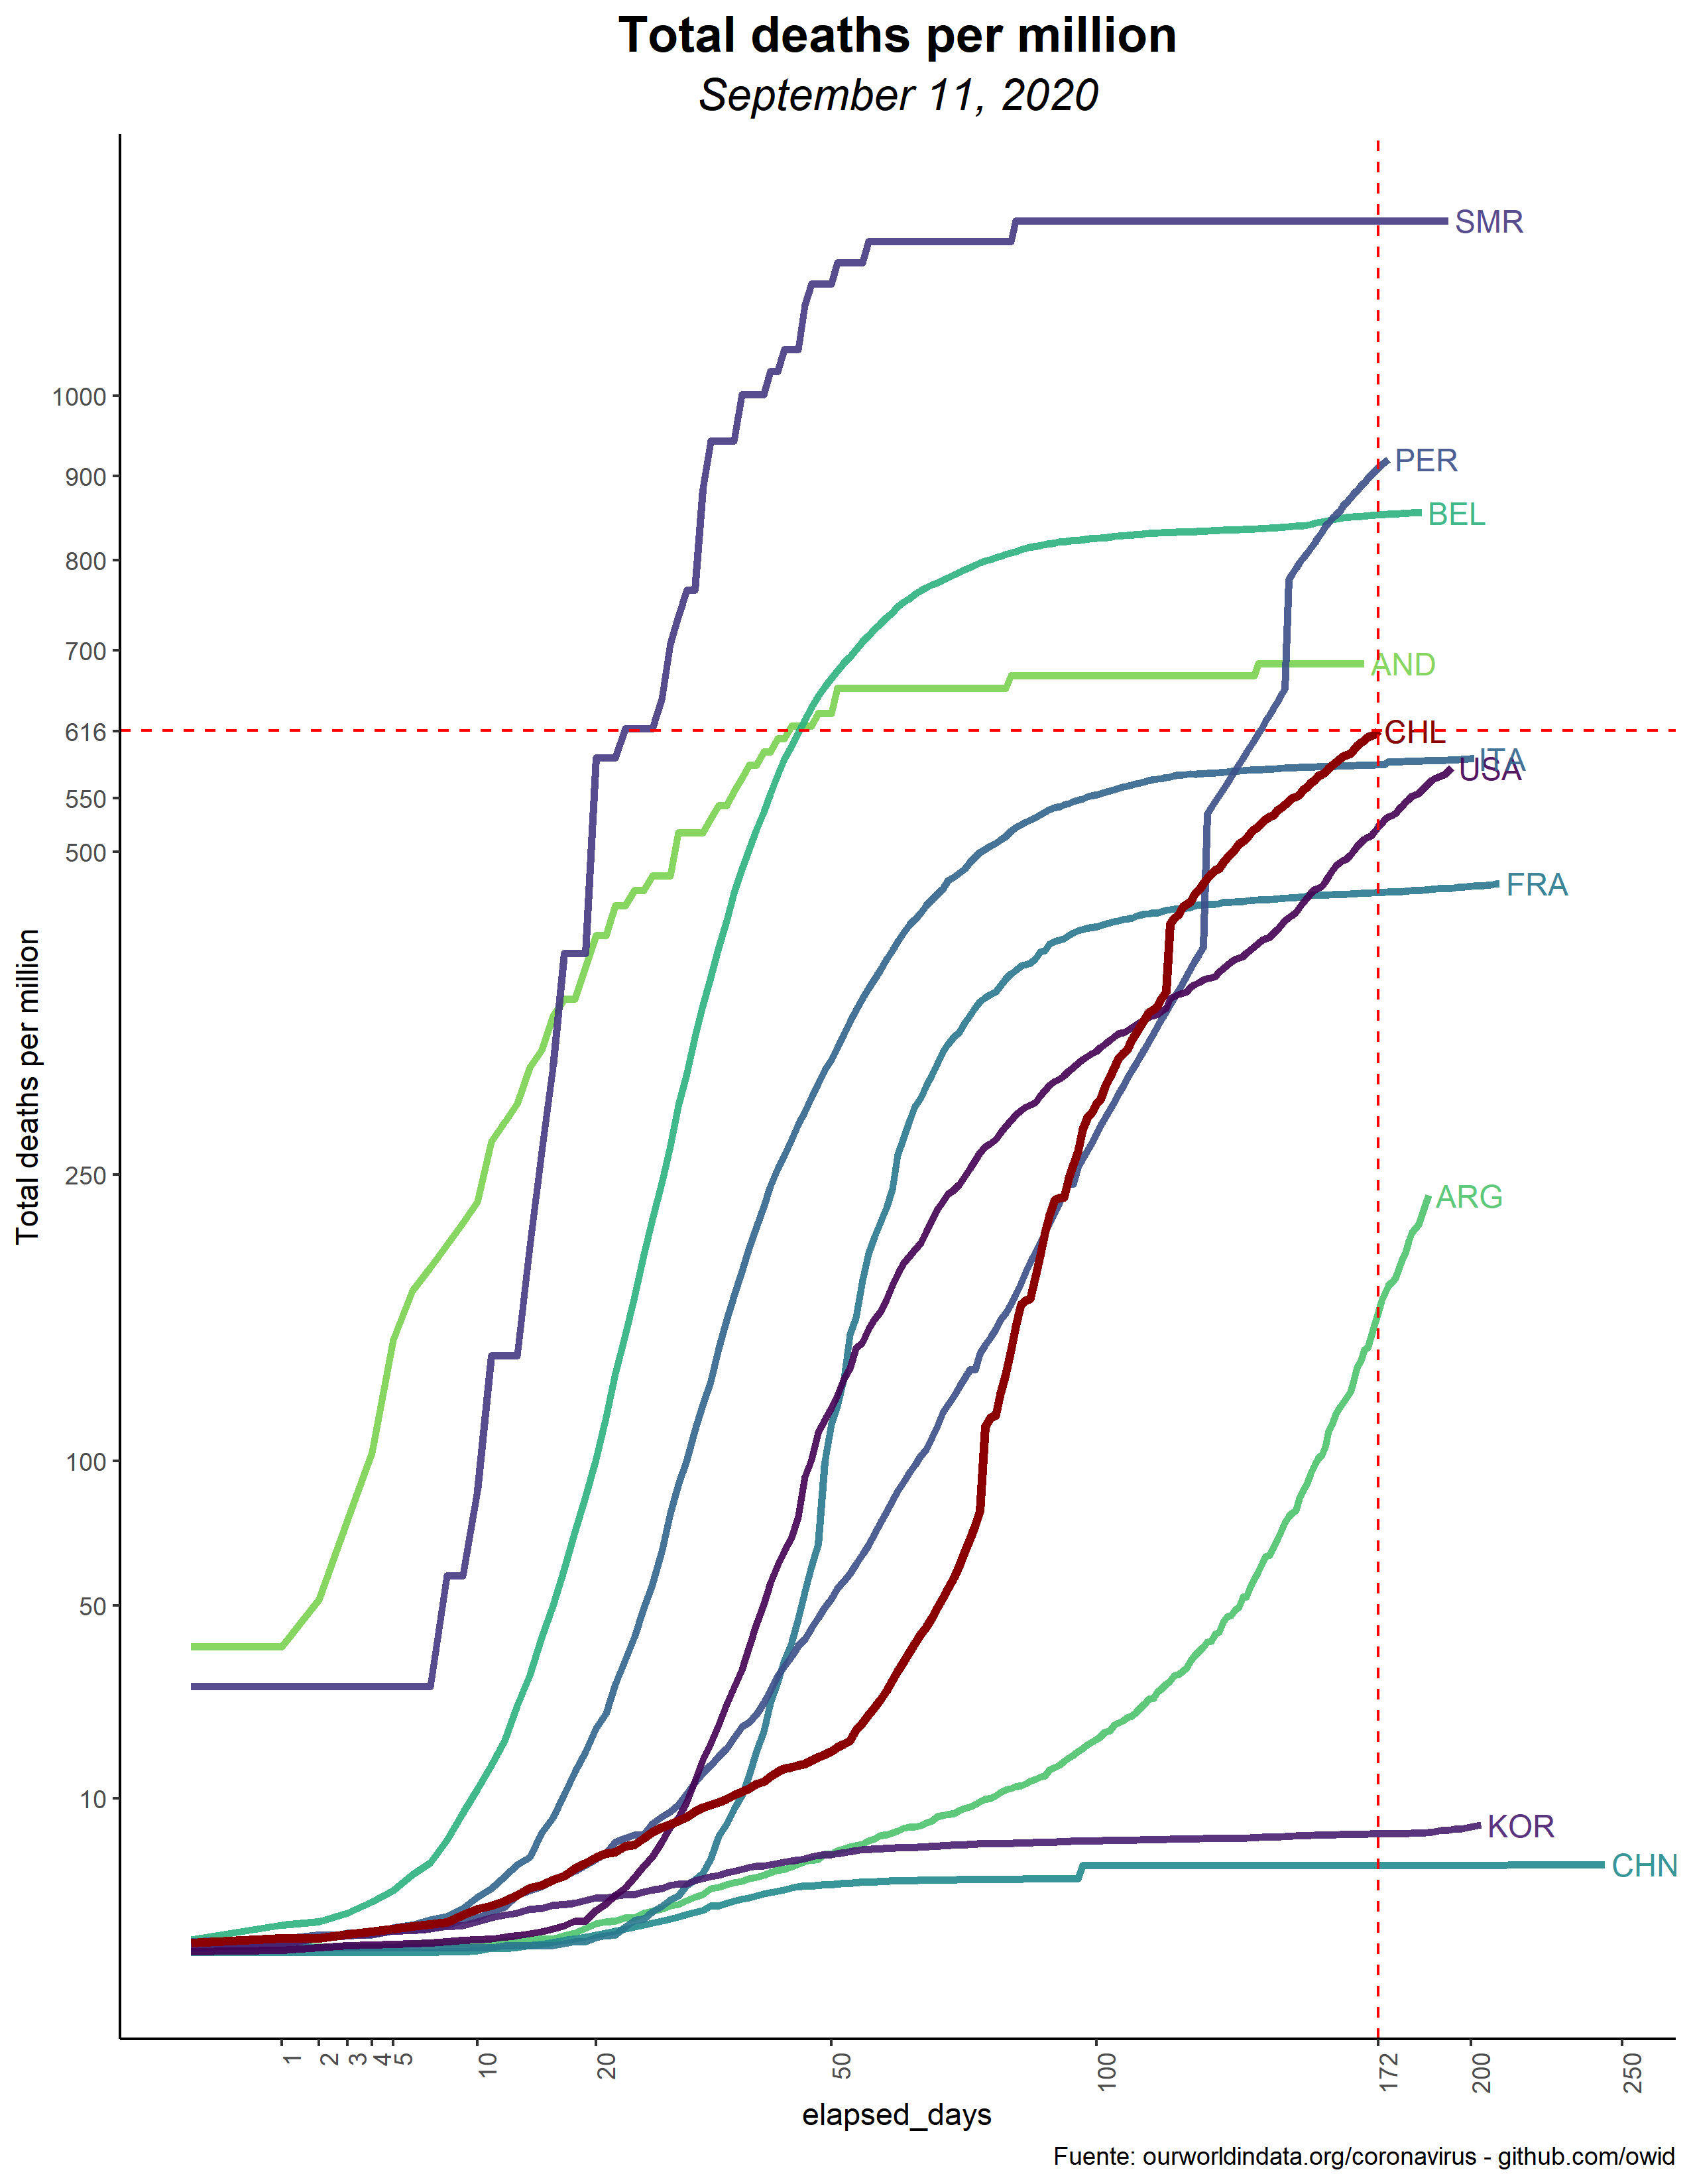 Total deaths per million
September 11, 2020
Total deaths per million
1000
900
800
700
616
550
500
250
100
50
10
SMR
PER
BEL
AND
CHL
ITA
USA
FRA
ARG
KOR
CHN
1
2
3
4
5
10
20
50
100
172
200
250
elapsed_days
Fuente: ourworldindata.org/coronavirus - github.com/owid